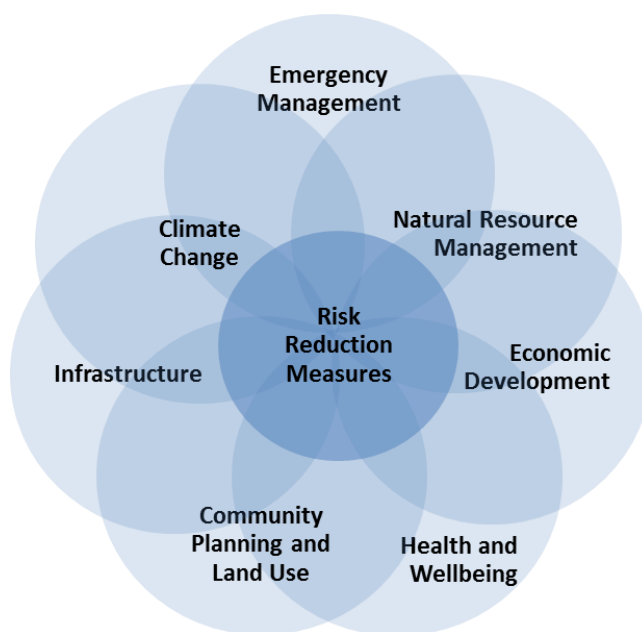 Emergency
Management
Natural Resource
Management
Climate
Change
Risk
Reduction
Measures
Economic
Development
Infrastructure
Community
Planning and
Land Use
Health and
Wellbeing